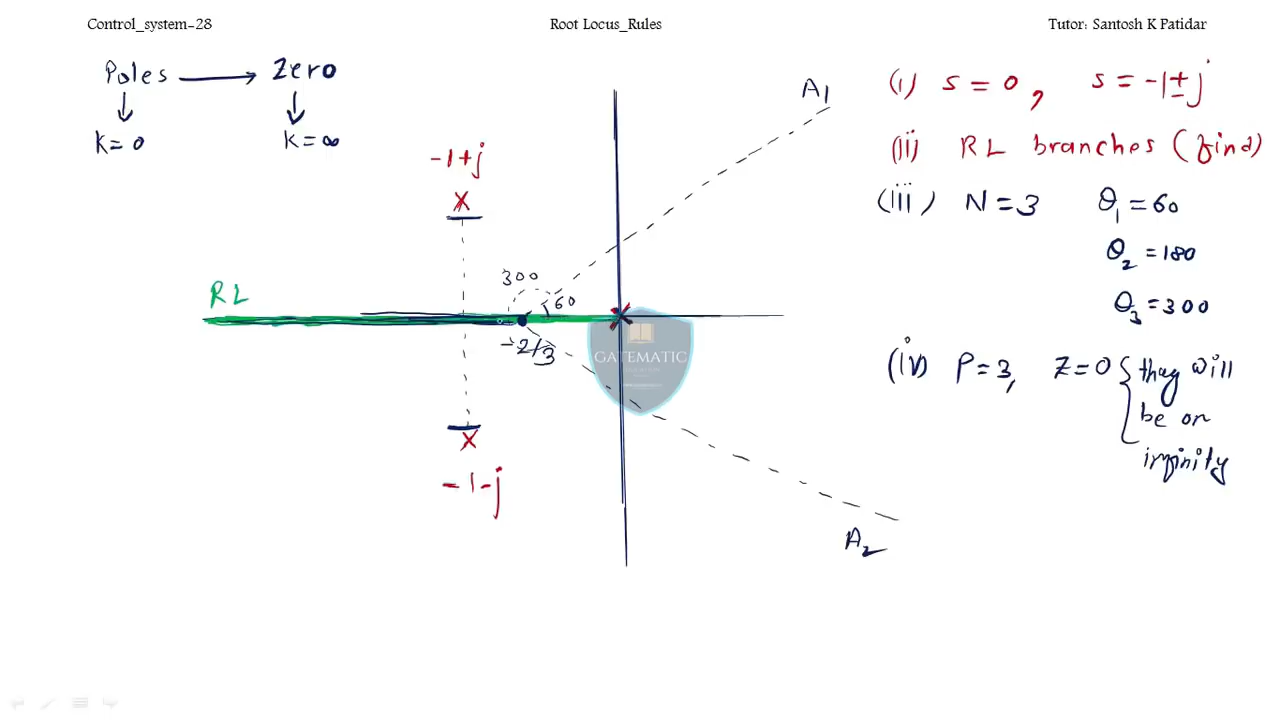 Control_system-28
Root Locus_Rules
Tutor: Santosh K Patidar
Poles → Zero
↓ ↓
K=0 K=∞
-1+j
X
RL
300
60
-2/3
X
-1-j
A1
A2
GATEMATIC
(i) s=0, s=-1±j
(ii) RL branches (find)
(iii) N=3 θ1=60
θ2=180
θ3=300
(iv) P=3, Z=0 { they will
be on
infinity